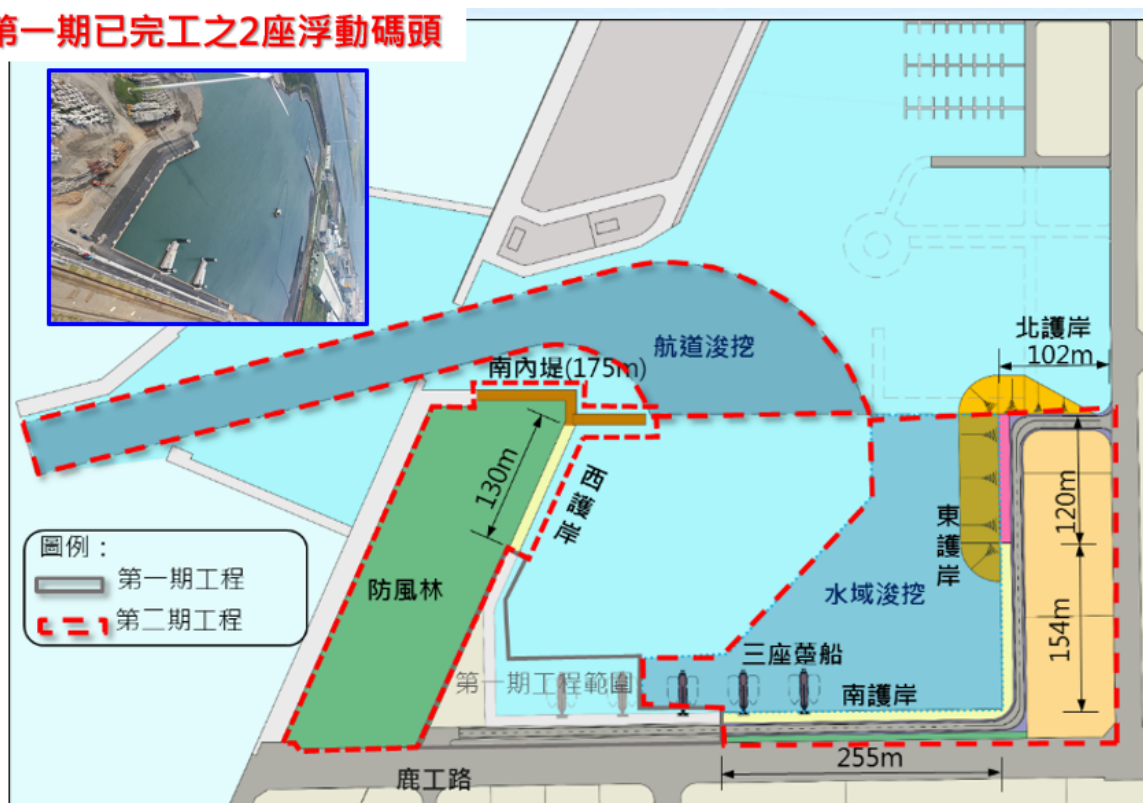 第一期已完工之2座浮動碼頭
航道浚挖
北護岸
102m
南內堤(175m)
130m
西護岸
東護岸
120m
圖例：
第一期工程
第二期工程
防風林
水域浚挖
154m
三座躉船
第一期工程範圍
南護岸
255m
鹿工路